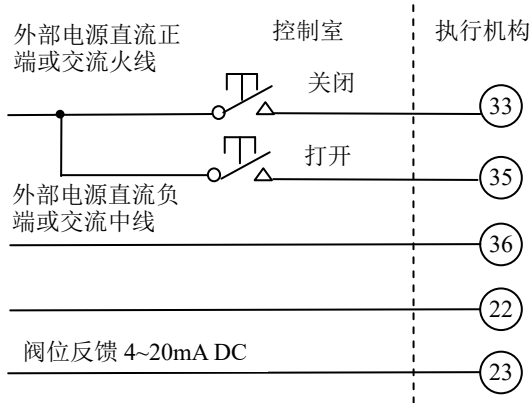 外部电源直流正
端或交流火线
控制室
执行机构
关闭
33
打开
35
外部电源直流负
端或交流中线
36
22
阀位反馈 4~20mA DC
23